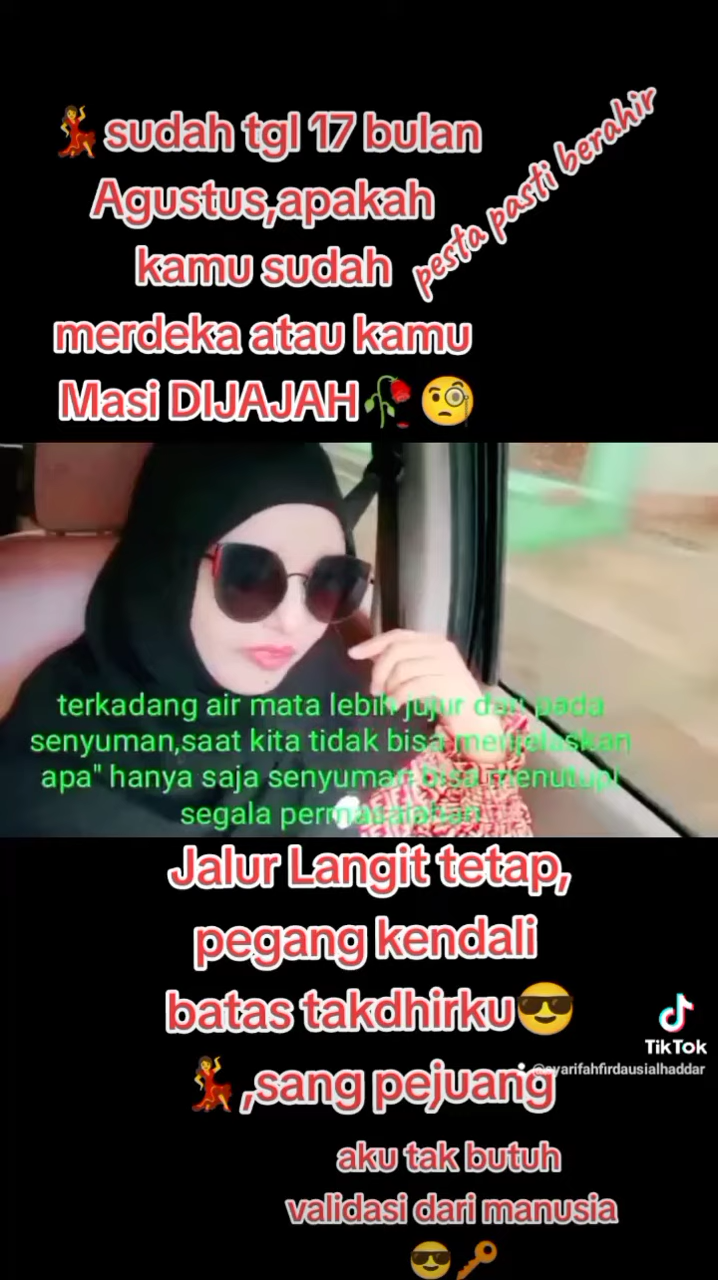 💃sudah tgl 17 bulan
Agustus,apakah
kamu sudah
merdeka atau kamu
Masi DIJAJAH🥀🧐
pesta pasti berahir
terkadang air mata lebih jujur dari pada
senyuman,saat kita tidak bisa menjelaskan
apa" hanya saja senyuman bisa menutupi
segala permasalahan
Jalur Langit tetap,
pegang kendali
batas takdhirku😎
💃,sang pejuang
TikTok
@syarifahfirdausialhaddar
aku tak butuh
validasi dari manusia
😎🔑